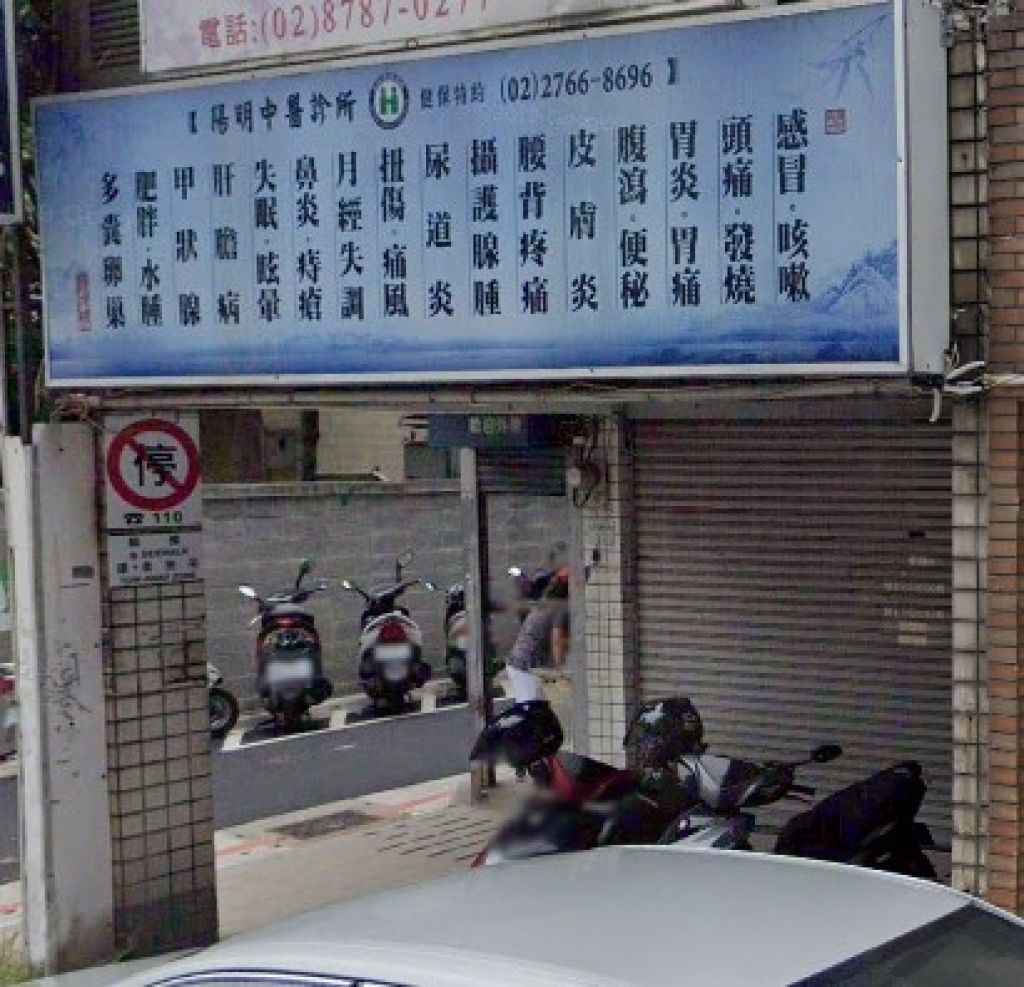 電話:(02)8787-0277
【 陽明中醫診所 健保特約 (02)2766-8696 】
感冒。咳嗽
頭痛。發燒
胃炎。胃痛
腹瀉。便秘
皮膚炎
腰背疼痛
攝護腺腫
尿道炎
扭傷。痛風
月經失調
鼻炎。痔瘡
失眠。眩暈
肝膽病
甲狀腺
肥胖。水腫
多囊卵巢
停
☎ 110